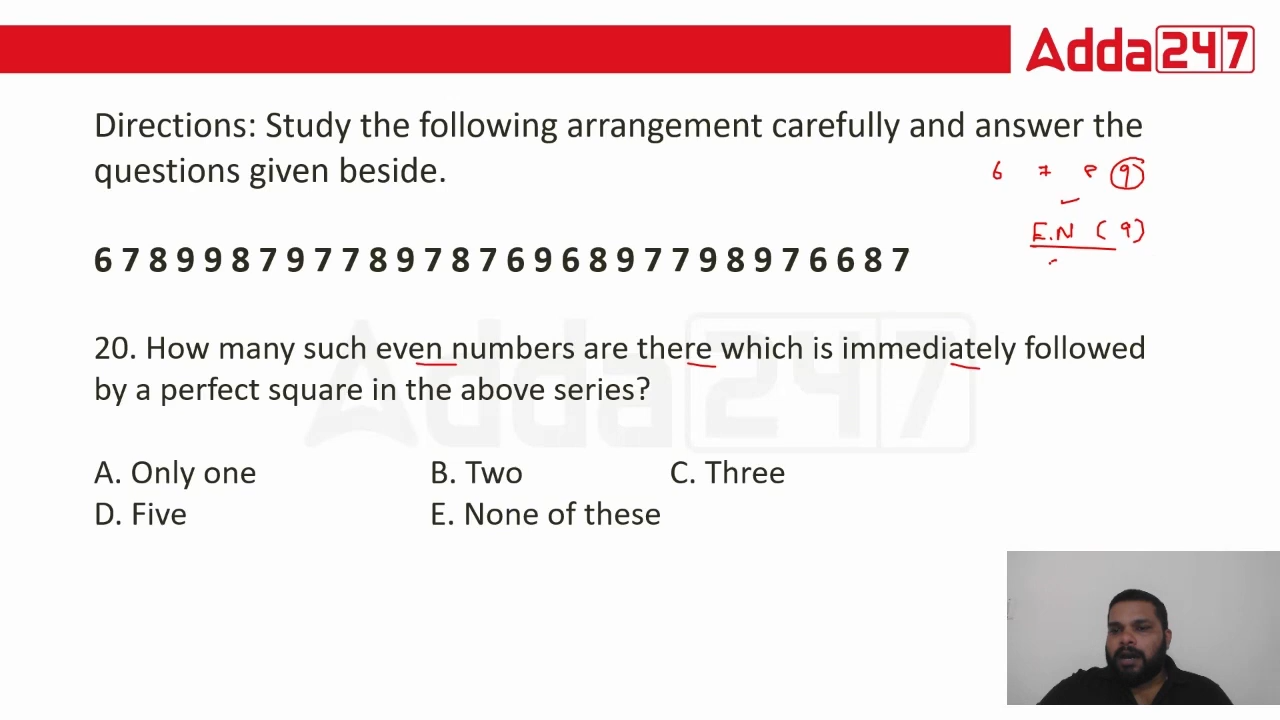 Adda247
Directions: Study the following arrangement carefully and answer the
questions given beside.
6 7 8 9
E.N ( 9 )
6 7 8 9 9 8 7 9 7 7 8 9 7 8 7 6 9 6 8 9 7 7 9 8 9 7 6 6 8 7
20. How many such even numbers are there which is immediately followed
by a perfect square in the above series?
A. Only one B. Two C. Three
D. Five E. None of these
Adda247